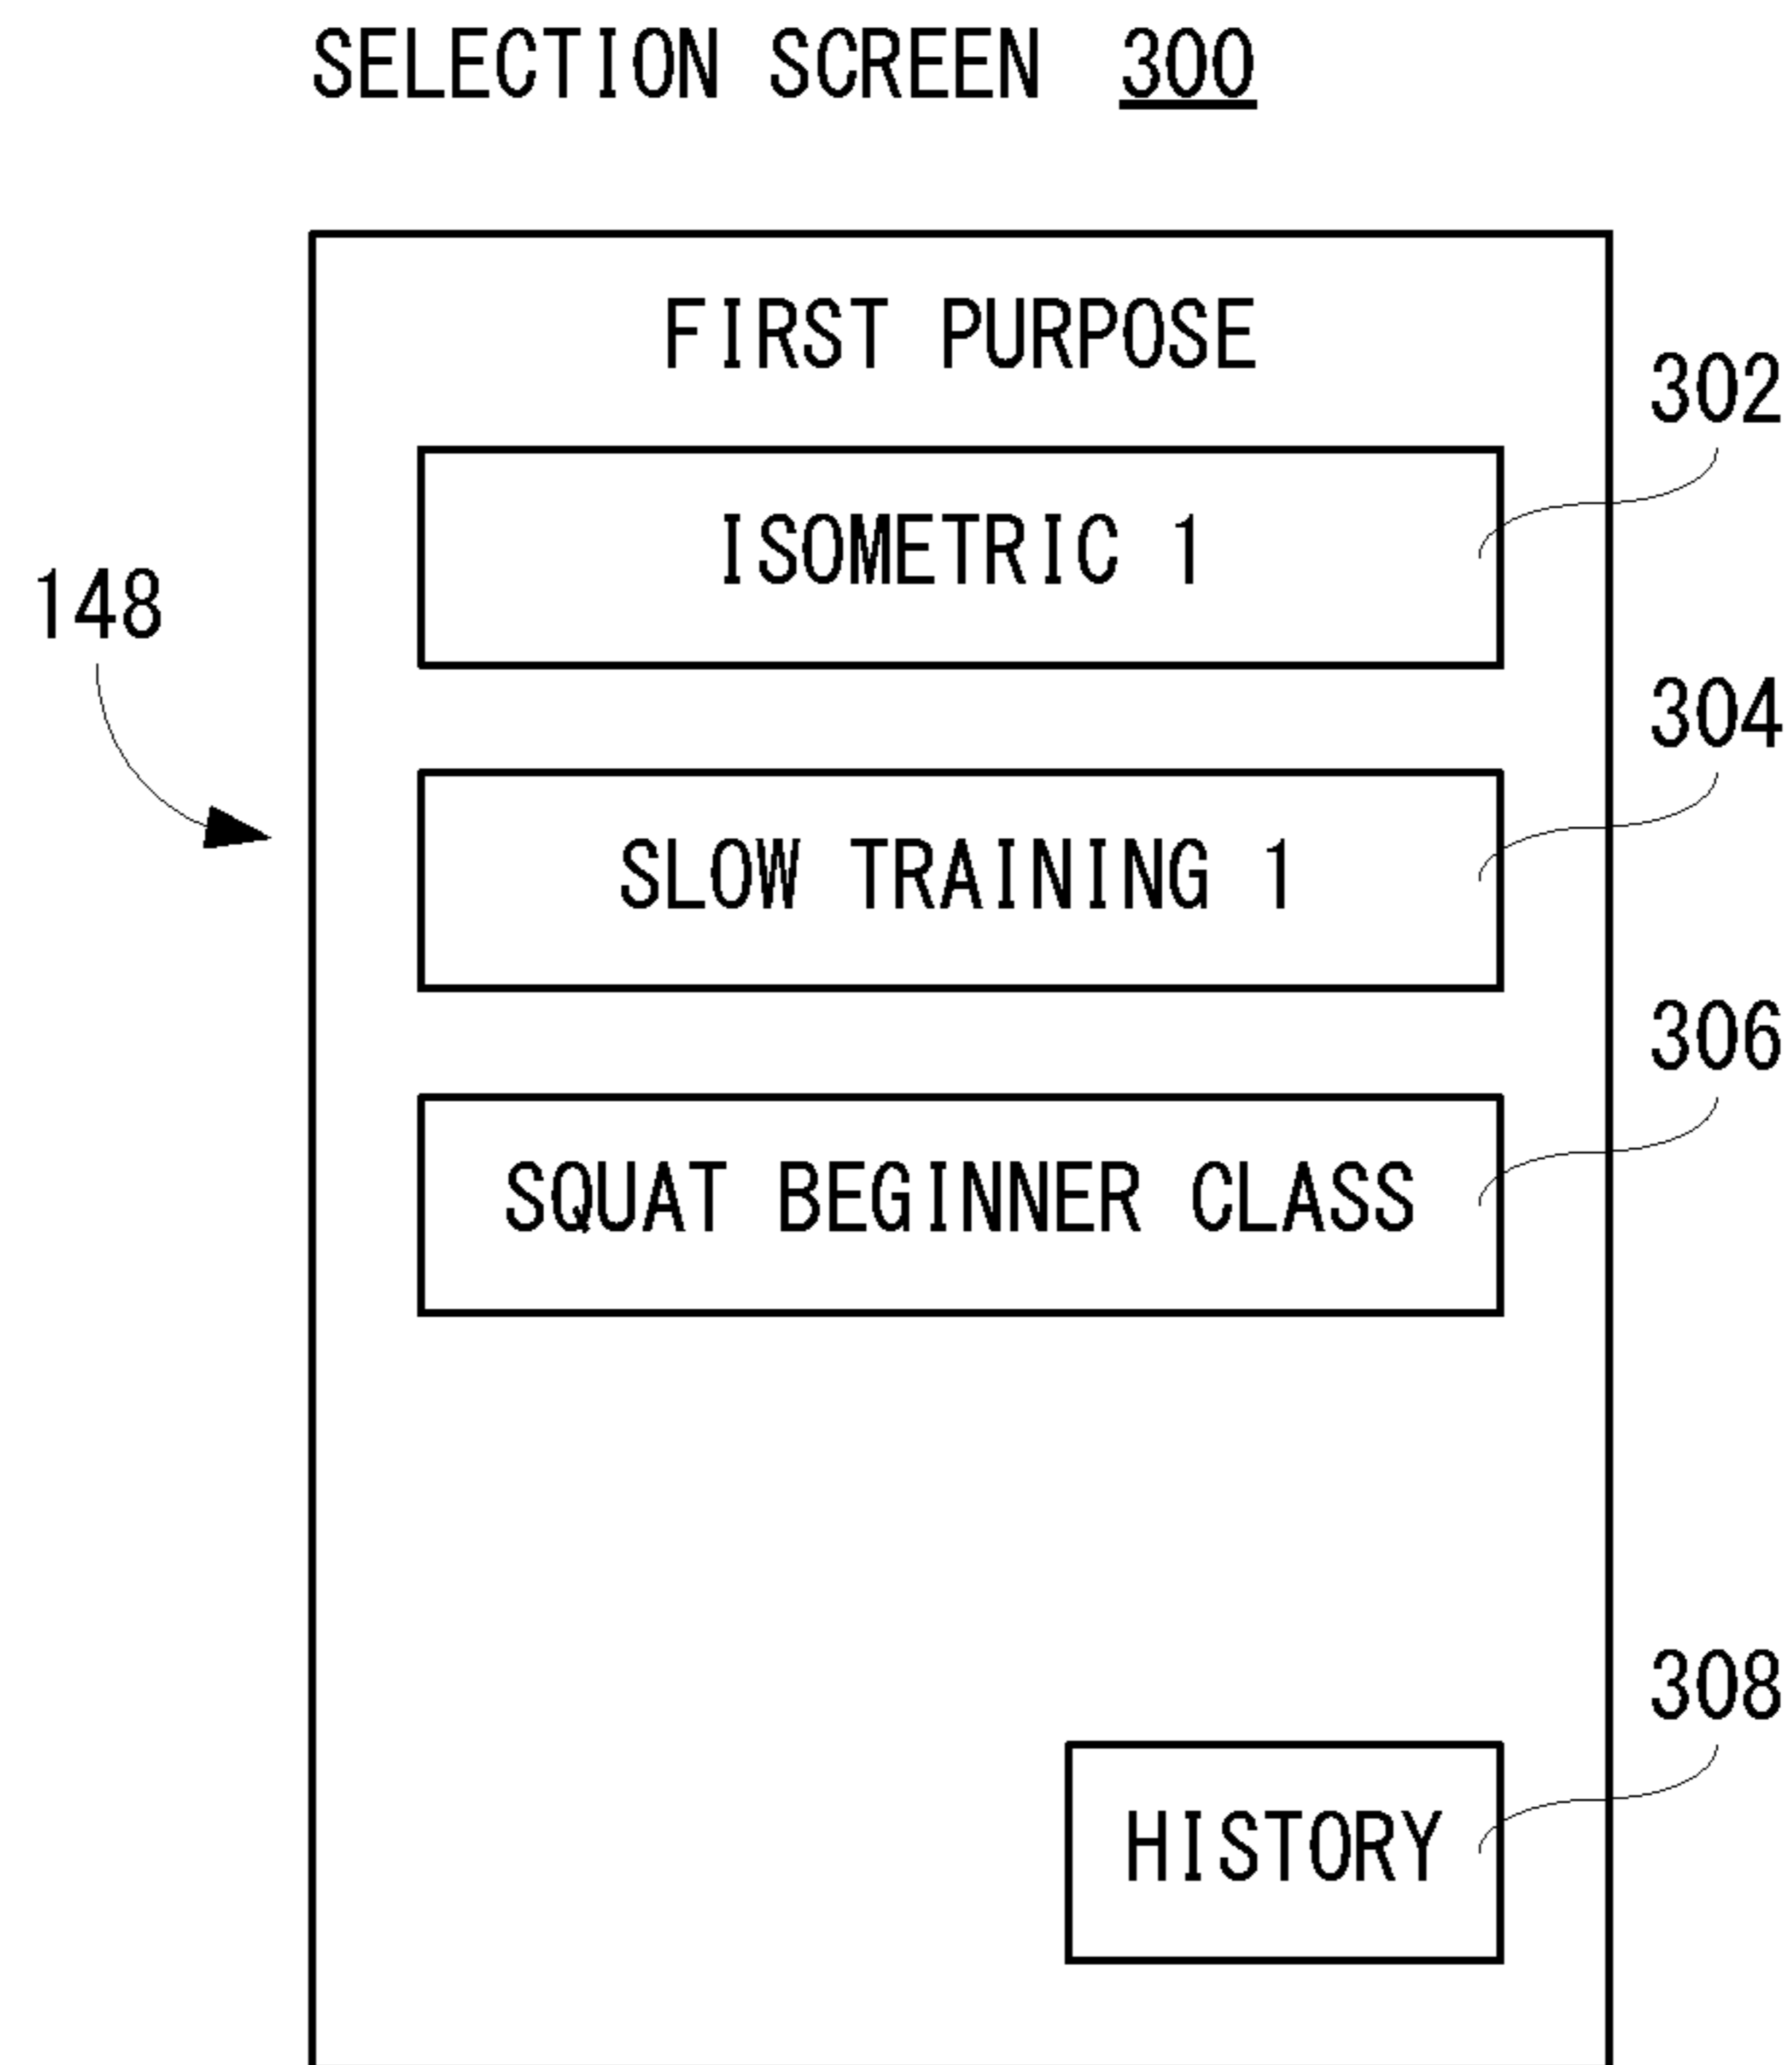 SELECTION SCREEN 300
FIRST PURPOSE
302
ISOMETRIC 1
148
304
SLOW TRAINING 1
306
SQUAT BEGINNER CLASS
308
HISTORY